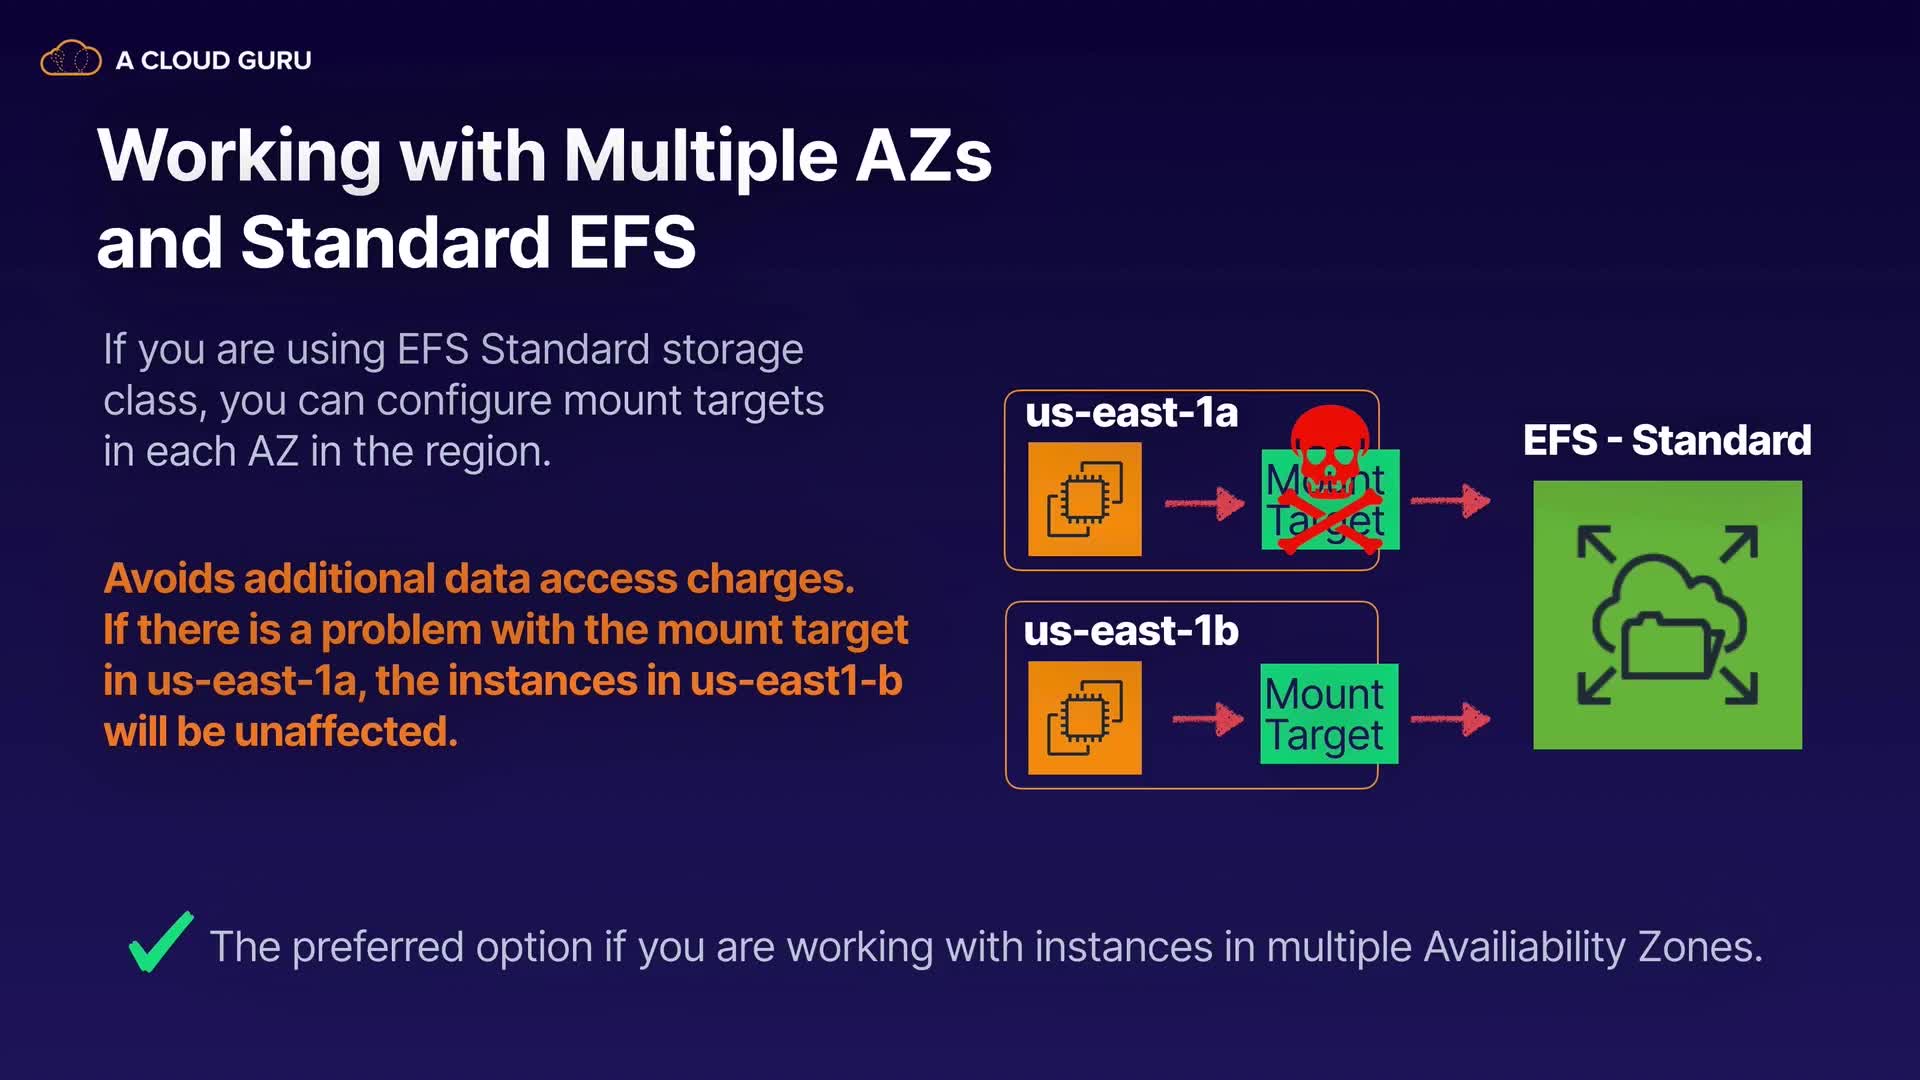 A CLOUD GURU
Working with Multiple AZs
and Standard EFS
If you are using EFS Standard storage
class, you can configure mount targets
in each AZ in the region.
Avoids additional data access charges.
If there is a problem with the mount target
in us-east-1a, the instances in us-east1-b
will be unaffected.
us-east-1a
Mount
Target
EFS - Standard
us-east-1b
Mount
Target
The preferred option if you are working with instances in multiple Availiability Zones.